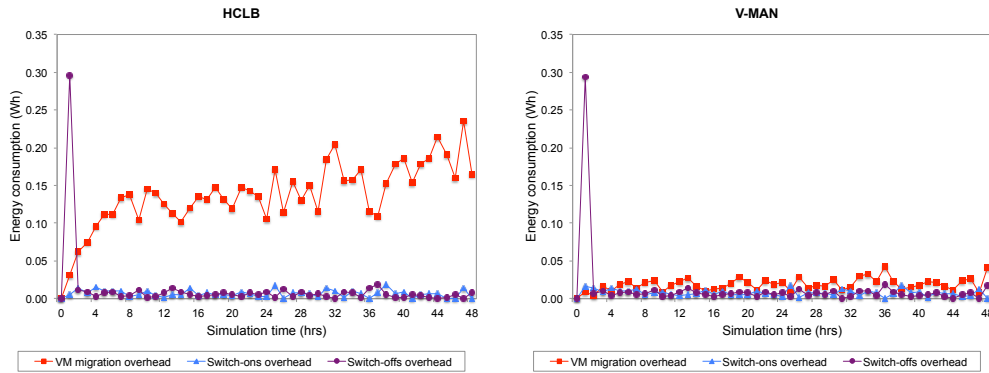 HCLB
Energy consumption (Wh)
0.35
0.30
0.25
0.20
0.15
0.10
0.05
0.00
0 4 8 12 16 20 24 28 32 36 40 44 48
Simulation time (hrs)
VM migration overhead Switch-ons overhead Switch-offs overhead
V-MAN
Energy consumption (Wh)
0.35
0.30
0.25
0.20
0.15
0.10
0.05
0.00
0 4 8 12 16 20 24 28 32 36 40 44 48
Simulation time (hrs)
VM migration overhead Switch-ons overhead Switch-offs overhead